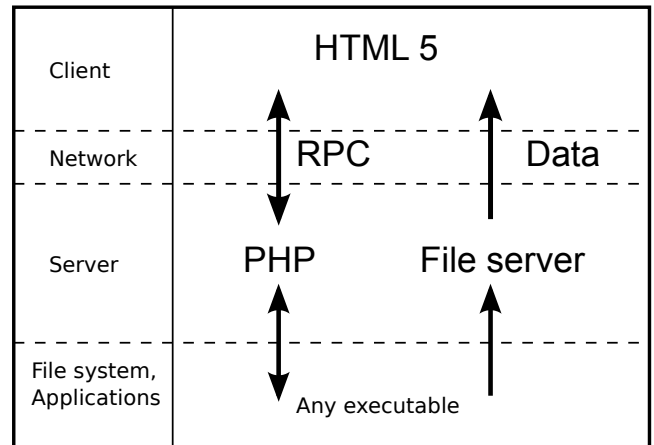 Client
HTML 5
Network
RPC
Data
Server
PHP
File server
File system,
Applications
Any executable